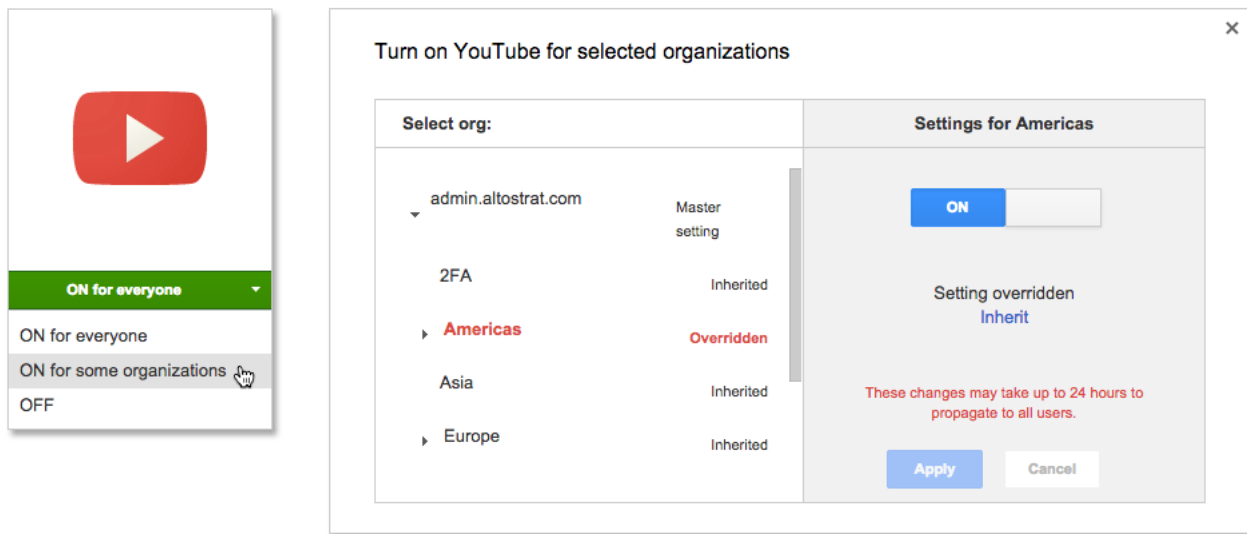 ON for everyone
ON for everyone
ON for some organizations
OFF
Turn on YouTube for selected organizations
Select org:
admin.altostrat.com
Master
setting
2FA
Inherited
Americas
Overridden
Asia
Inherited
Europe
Inherited
Settings for Americas
ON
Setting overridden
Inherit
These changes may take up to 24 hours to
propagate to all users.
Apply
Cancel